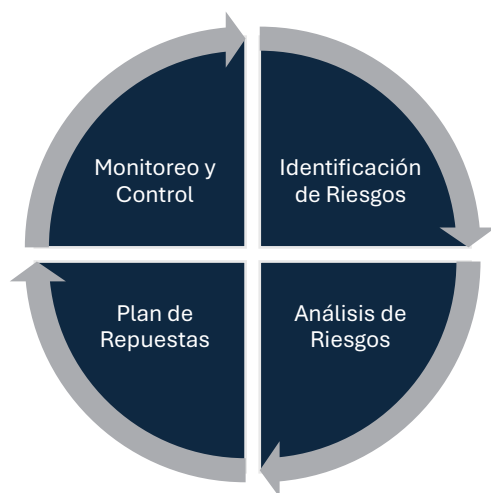 Monitoreo y
Control
Identificación
de Riesgos
Plan de
Repuestas
Análisis de
Riesgos